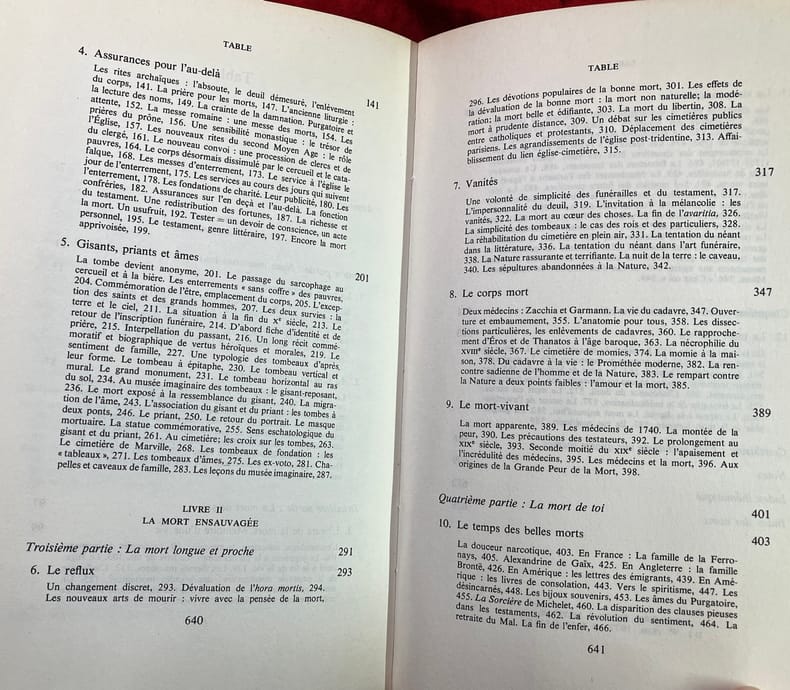 TABLE
4. Assurances pour l'au-delà
141
Les rites archaïques : l'absoute, le deuil démesuré, l'enlèvement
du corps, 141. La prière pour les morts, 147. L'ancienne liturgie :
la lecture des noms, 149. La crainte de la damnation. Purgatoire et
attente, 152. La messe romaine : une messe des morts, 154. Les
prières du prône, 156. Une sensibilité monastique : le trésor de
l'Église, 157. Les nouveaux rites du second Moyen Age : le rôle
du clergé, 161. Le nouveau convoi : une procession de clercs et de
pauvres, 164. Le corps désormais dissimulé par le cercueil et le cata-
falque, 168. Les messes d'enterrement, 173. Le service à l'église le
jour de l'enterrement, 175. Les services au cours des jours qui suivent
l'enterrement, 178. Les fondations de charité. Leur publicité, 180. Les
confréries, 182. Assurances sur l'en deçà et l'au-delà. La fonction
du testament. Une redistribution des fortunes, 187. La richesse et
la mort. Un usufruit, 192. Tester = un devoir de conscience, un acte
personnel, 195. Le testament, genre littéraire, 197. Encore la mort
apprivoisée, 199.
5. Gisants, priants et âmes
201
La tombe devient anonyme, 201. Le passage du sarcophage au
cercueil et à la bière. Les enterrements « sans coffre » des pauvres,
204. Commémoration de l'être, emplacement du corps, 205. L'excep-
tion des saints et des grands hommes, 207. Les deux survies : la
terre et le ciel, 211. La situation à la fin du Xe siècle, 213. Le
retour de l'inscription funéraire, 214. D'abord fiche d'identité et de
prière, 215. Interpellation du passant, 216. Un long récit commé-
moratif et biographique de vertus héroïques et morales, 219. Le
sentiment de famille, 227. Une typologie des tombeaux d'après
leur forme. Le tombeau à épitaphe, 230. Le tombeau vertical et
mural. Le grand monument, 231. Le tombeau horizontal au ras
du sol, 234. Au musée imaginaire des tombeaux : le gisant-reposant,
236. Le mort exposé à la ressemblance du gisant, 240. La migra-
tion de l'âme, 243. L'association du gisant et du priant : les tombes à
deux ponts, 246. Le priant, 250. Le retour du portrait. Le masque
mortuaire. La statue commémorative, 255. Sens eschatologique du
gisant et du priant, 261. Au cimetière; les croix sur les tombes, 263.
Le cimetière de Marville, 268. Les tombeaux de fondation : les
« tableaux », 271. Les tombeaux d'âmes, 275. Les ex-voto, 281. Cha-
pelles et caveaux de famille, 283. Les leçons du musée imaginaire, 287.
LIVRE II
LA MORT ENSAUVAGÉE
Troisième partie : La mort longue et proche
291
6. Le reflux
293
Un changement discret, 293. Dévaluation de l'hora mortis, 294.
Les nouveaux arts de mourir : vivre avec la pensée de la mort,
640
TABLE
296. Les dévotions populaires de la bonne mort, 301. Les effets de
la dévaluation de la bonne mort : la mort non naturelle; la modé-
ration; la mort belle et édifiante, 303. La mort du libertin, 308. La
mort à prudente distance, 309. Un débat sur les cimetières publics
entre catholiques et protestants, 310. Déplacement des cimetières
parisiens. Les agrandissements de l'église post-tridentine, 313. Affai-
blissement du lien église-cimetière, 315.
7. Vanités
317
Une volonté de simplicité des funérailles et du testament, 317.
L'impersonnalité du deuil, 319. L'invitation à la mélancolie : les
vanités, 322. La mort au cœur des choses. La fin de l'avaritia, 326.
La simplicité des tombeaux : le cas des rois et des particuliers, 328.
La réhabilitation du cimetière en plein air, 331. La tentation du néant
dans la littérature, 336. La tentation du néant dans l'art funéraire,
338. La Nature rassurante et terrifiante. La nuit de la terre : le caveau,
340. Les sépultures abandonnées à la Nature, 342.
8. Le corps mort
347
Deux médecins : Zacchia et Garmann. La vie du cadavre, 347. Ouver-
ture et embaumement, 355. L'anatomie pour tous, 358. Les dissec-
tions particulières, les enlèvements de cadavres, 360. Le rapproche-
ment d'Éros et de Thanatos à l'âge baroque, 363. La nécrophilie du
XVIIIe siècle, 367. Le cimetière de momies, 374. La momie à la mai-
son, 378. Du cadavre à la vie : le Prométhée moderne, 382. La ren-
contre sadienne de l'homme et de la Nature, 383. Le rempart contre
la Nature a deux points faibles : l'amour et la mort, 385.
9. Le mort-vivant
389
La mort apparente, 389. Les médecins de 1740. La montée de la
peur, 390. Les précautions des testateurs, 392. Le prolongement au
XIXe siècle, 393. Seconde moitié du XIXe siècle : l'apaisement et
l'incrédulité des médecins, 395. Les médecins et la mort, 396. Aux
origines de la Grande Peur de la Mort, 398.
Quatrième partie : La mort de toi
401
10. Le temps des belles morts
403
La douceur narcotique, 403. En France : La famille de la Ferro-
nays, 405. Alexandrine de Gaïx, 425. En Angleterre : la famille
Brontë, 426. En Amérique : les lettres des émigrants, 439. En Amé-
rique : les livres de consolation, 443. Vers le spiritisme, 447. Les
désincarnés, 448. Les bijoux souvenirs, 453. Les âmes du Purgatoire,
455. La Sorcière de Michelet, 460. La disparition des clauses pieuses
dans les testaments, 462. La révolution du sentiment, 464. La
retraite du Mal. La fin de l'enfer, 466.
641